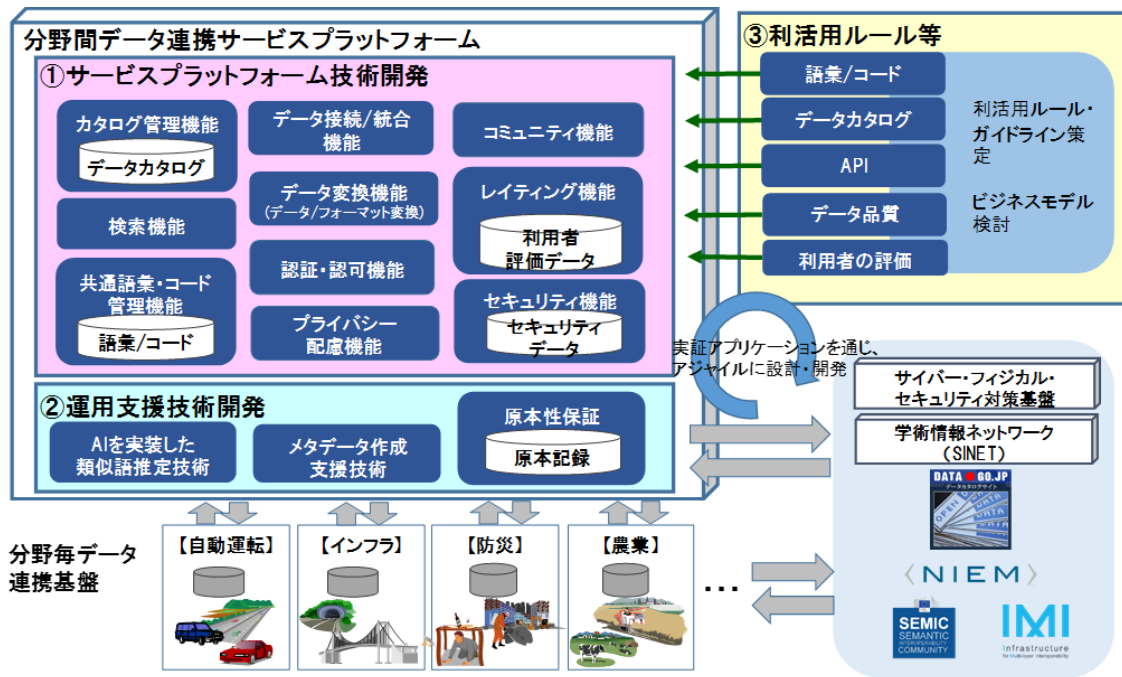 分野間データ連携サービスプラットフォーム
①サービスプラットフォーム技術開発
カタログ管理機能
データカタログ
検索機能
共通語彙・コード
管理機能
語彙/コード
データ接続/統合
機能
データ変換機能
(データ/フォーマット変換)
認証・認可機能
プライバシー
配慮機能
コミュニティ機能
レイティング機能
利用者
評価データ
セキュリティ機能
セキュリティ
データ
②運用支援技術開発
AIを実装した
類似語推定技術
メタデータ作成
支援技術
原本性保証
原本記録
③利活用ルール等
語彙/コード
データカタログ
API
データ品質
利用者の評価
利活用ルール・
ガイドライン策
定
ビジネスモデル
検討
実証アプリケーションを通じ、
アジャイルに設計・開発
サイバー・フィジカル・
セキュリティ対策基盤
学術情報ネットワーク
(SINET)
DATA GO.JP
データカタログサイト
OPEN DATA
DATA
DATA
〈NIEM〉
SEMIC
SEMANTIC
INTEROPERABILITY
COMMUNITY
IMI
Infrastructure
for Multi-layer Interoperability
分野毎データ
連携基盤
【自動運転】
【インフラ】
【防災】
【農業】
...